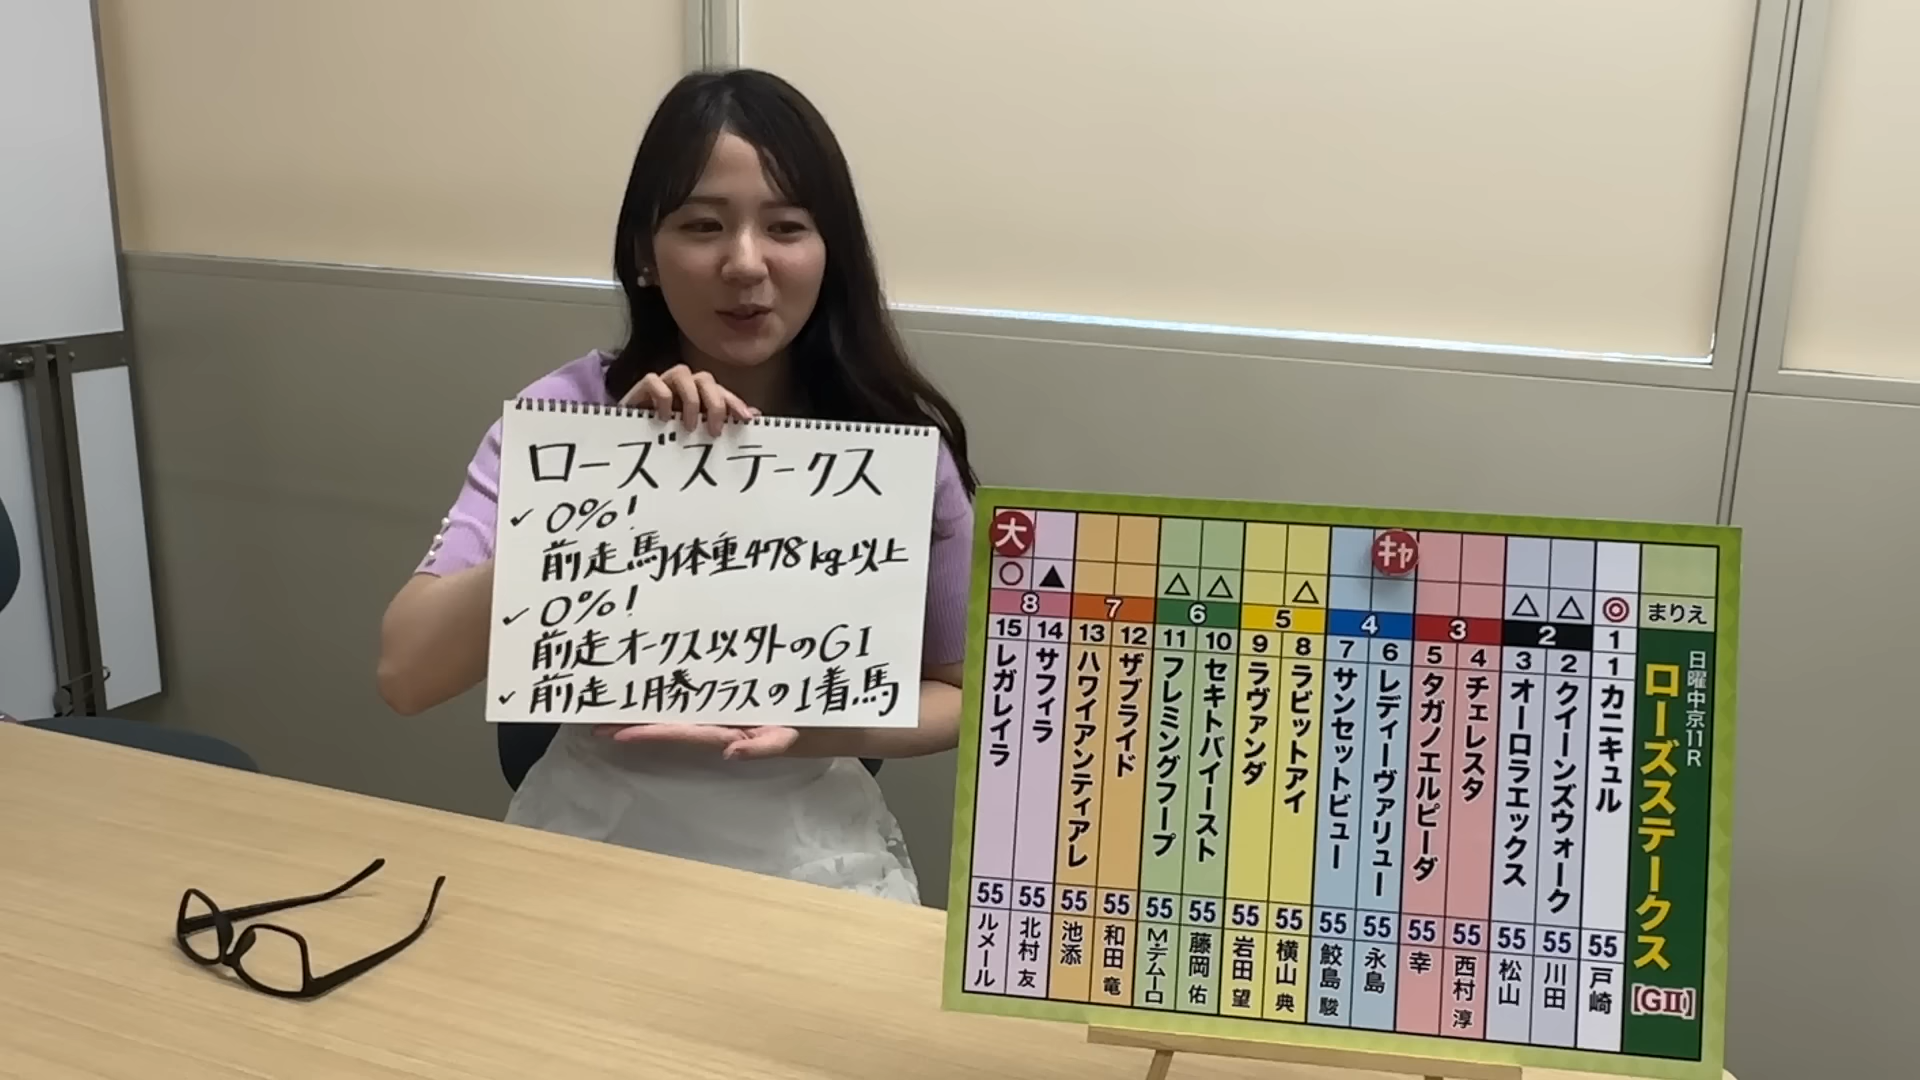 ローズステークス
✓ 0%!
前走馬体重478kg以上
✓ 0%!
前走オークス以外のGI
✓ 前走1勝クラスの1着馬
大
キャ
まりえ
日曜中京11R
ローズステークス
[GII]
◎ 1 1 カニキュル 55 戸崎
△ 2 2 クイーンズウォーク 55 川田
△ 3 オーロラエックス 55 松山
3 4 チェレスタ 55 西村淳
5 タガノエルピーダ 55 幸
4 6 レディーヴァリュー 55 永島
7 サンセットビュー 55 鮫島駿
△ 5 8 ラビットアイ 55 横山典
9 ラヴァンダ 55 岩田望
△ 6 10 セキトバイースト 55 藤岡佑
△ 11 フレミングフープ 55 M・デムーロ
7 12 ザブライド 55 和田竜
13 ハワイアンティアレ 55 池添
▲ 8 14 サフィラ 55 北村友
○ 15 レガレイラ 55 ルメール